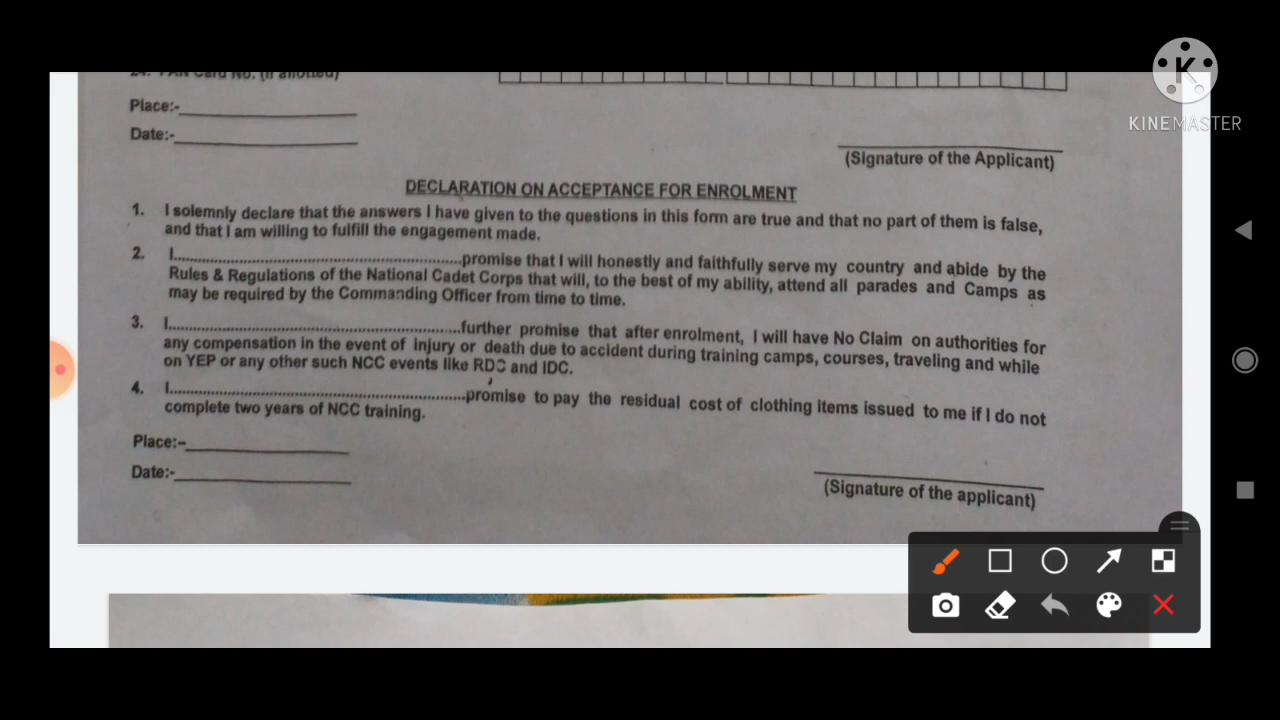 24. PAN Card No. (if allotted)
Place:-
Date:-
(Signature of the Applicant)
DECLARATION ON ACCEPTANCE FOR ENROLMENT
1. I solemnly declare that the answers I have given to the questions in this form are true and that no part of them is false,
and that I am willing to fulfill the engagement made.
2. I......................................................promise that I will honestly and faithfully serve my country and abide by the
Rules & Regulations of the National Cadet Corps that will, to the best of my ability, attend all parades and Camps as
may be required by the Commanding Officer from time to time.
3. I......................................................further promise that after enrolment, I will have No Claim on authorities for
any compensation in the event of injury or death due to accident during training camps, courses, traveling and while
on YEP or any other such NCC events like RDC and IDC.
4. I......................................................promise to pay the residual cost of clothing items issued to me if I do not
complete two years of NCC training.
Place:-
Date:-
(Signature of the applicant)
K
KINEMASTER